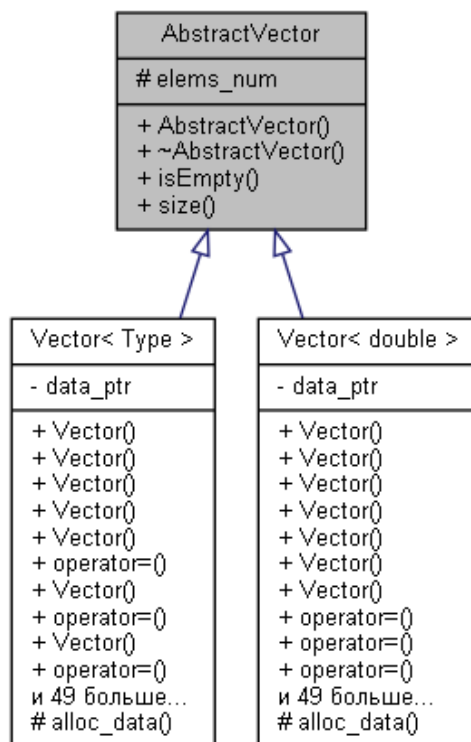 AbstractVector
# elems_num
+ AbstractVector()
+ ~AbstractVector()
+ isEmpty()
+ size()
Vector< Type >
- data_ptr
+ Vector()
+ Vector()
+ Vector()
+ Vector()
+ Vector()
+ operator=()
+ Vector()
+ operator=()
+ Vector()
+ operator=()
и 49 больше...
# alloc_data()
Vector< double >
- data_ptr
+ Vector()
+ Vector()
+ Vector()
+ Vector()
+ Vector()
+ Vector()
+ Vector()
+ operator=()
+ operator=()
+ operator=()
и 49 больше...
# alloc_data()